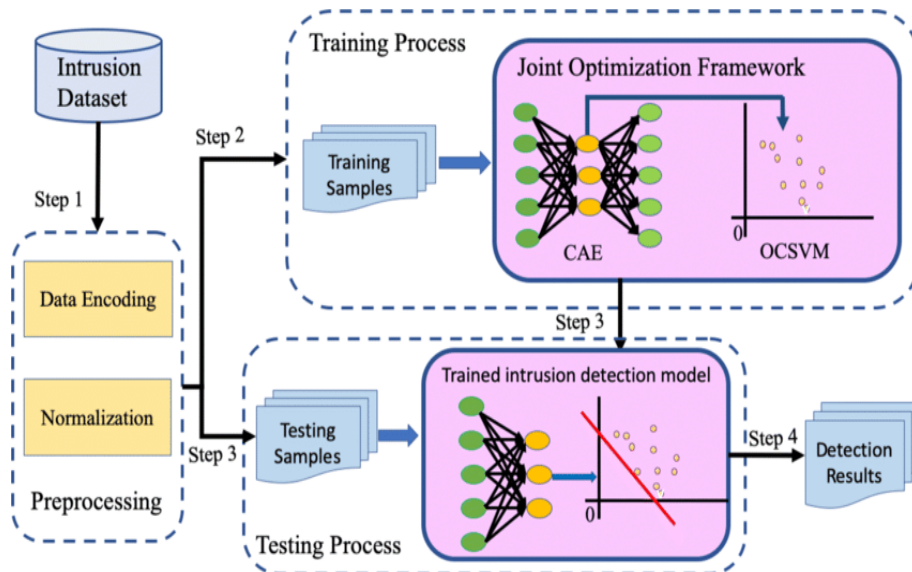 Intrusion
Dataset
Step 1
Data Encoding
Normalization
Preprocessing
Step 2
Step 3
Training Process
Training
Samples
Joint Optimization Framework
CAE
0
OCSVM
Step 3
Testing
Samples
Trained intrusion detection model
0
Testing Process
Step 4
Detection
Results